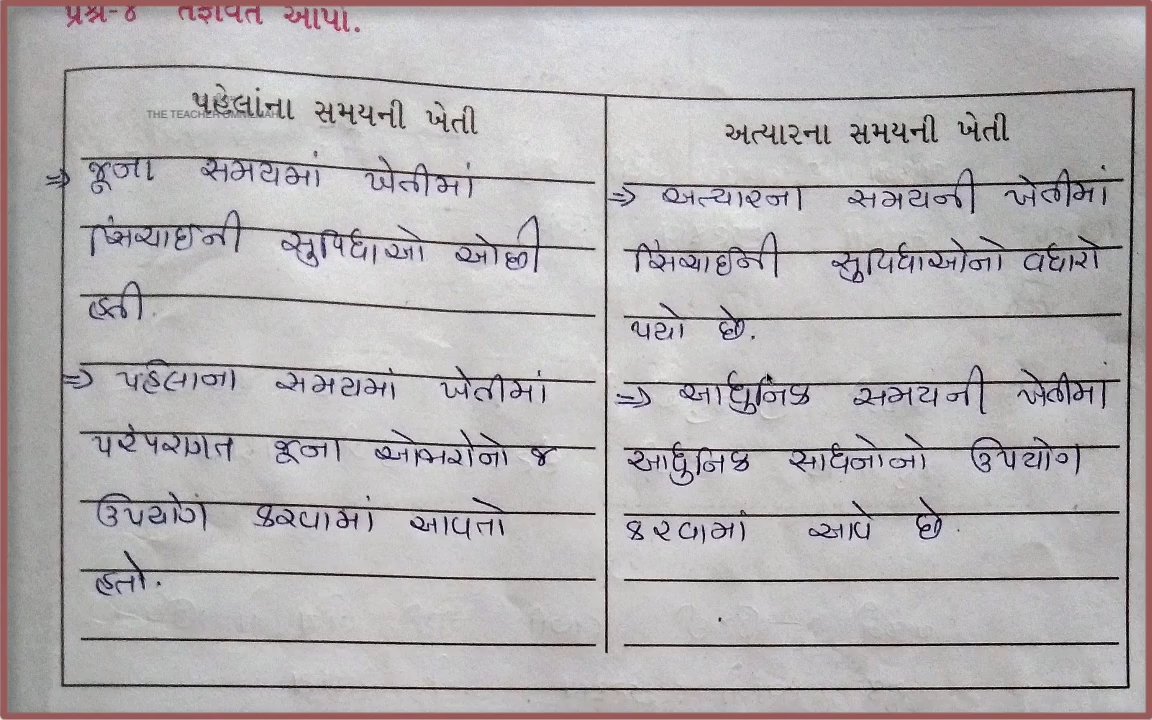 પ્રશ્ન-૪ તફાવત આપો.
પહેલાંના સમયની ખેતી
અત્યારના સમયની ખેતી
⇒ જૂના સમયમાં ખેતીમાં
સિંચાઈની સુવિધાઓ ઓછી
હતી.
⇒ પહેલાના સમયમાં ખેતીમાં
પરંપરાગત જૂના ઓજારોનો જ
ઉપયોગ કરવામાં આવતો
હતો.
⇒ અત્યારના સમયની ખેતીમાં
સિંચાઈની સુવિધાઓનો વધારો
થયો છે.
⇒ આધુનિક સમયની ખેતીમાં
આધુનિક સાધનોનો ઉપયોગ
કરવામાં આવે છે.